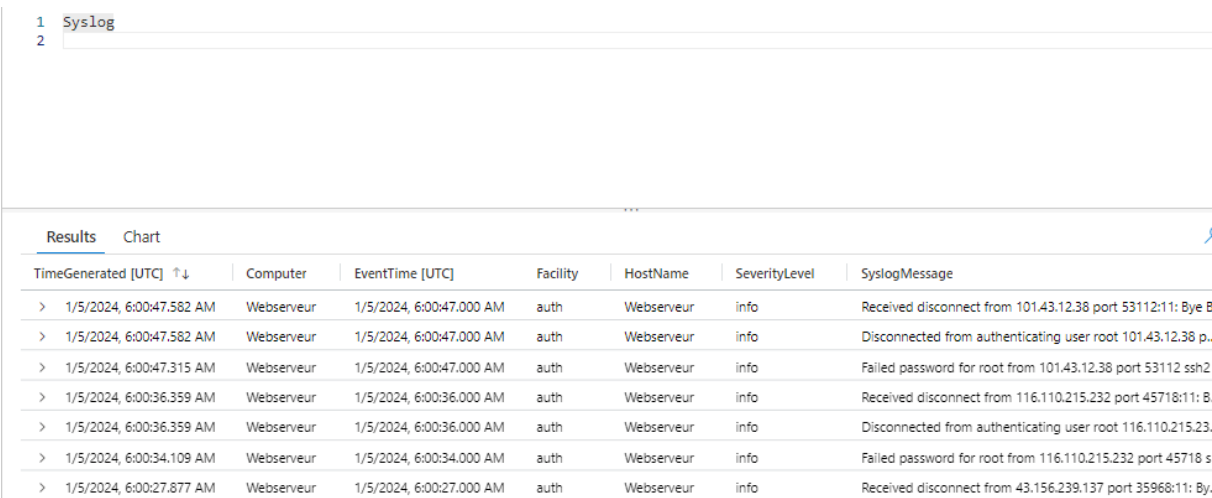 1 Syslog
2
Results Chart
TimeGenerated [UTC] ↑↓ Computer EventTime [UTC] Facility HostName SeverityLevel SyslogMessage
> 1/5/2024, 6:00:47.582 AM Webserveur 1/5/2024, 6:00:47.000 AM auth Webserveur info Received disconnect from 101.43.12.38 port 53112:11: Bye B
> 1/5/2024, 6:00:47.582 AM Webserveur 1/5/2024, 6:00:47.000 AM auth Webserveur info Disconnected from authenticating user root 101.43.12.38 p...
> 1/5/2024, 6:00:47.315 AM Webserveur 1/5/2024, 6:00:47.000 AM auth Webserveur info Failed password for root from 101.43.12.38 port 53112 ssh2
> 1/5/2024, 6:00:36.359 AM Webserveur 1/5/2024, 6:00:36.000 AM auth Webserveur info Received disconnect from 116.110.215.232 port 45718:11: B.
> 1/5/2024, 6:00:36.359 AM Webserveur 1/5/2024, 6:00:36.000 AM auth Webserveur info Disconnected from authenticating user root 116.110.215.23.
> 1/5/2024, 6:00:34.109 AM Webserveur 1/5/2024, 6:00:34.000 AM auth Webserveur info Failed password for root from 116.110.215.232 port 45718 s
> 1/5/2024, 6:00:27.877 AM Webserveur 1/5/2024, 6:00:27.000 AM auth Webserveur info Received disconnect from 43.156.239.137 port 35968:11: By.